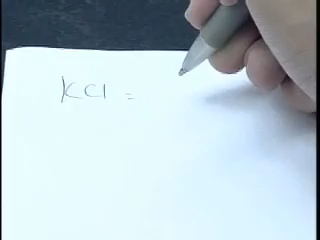 KCl =